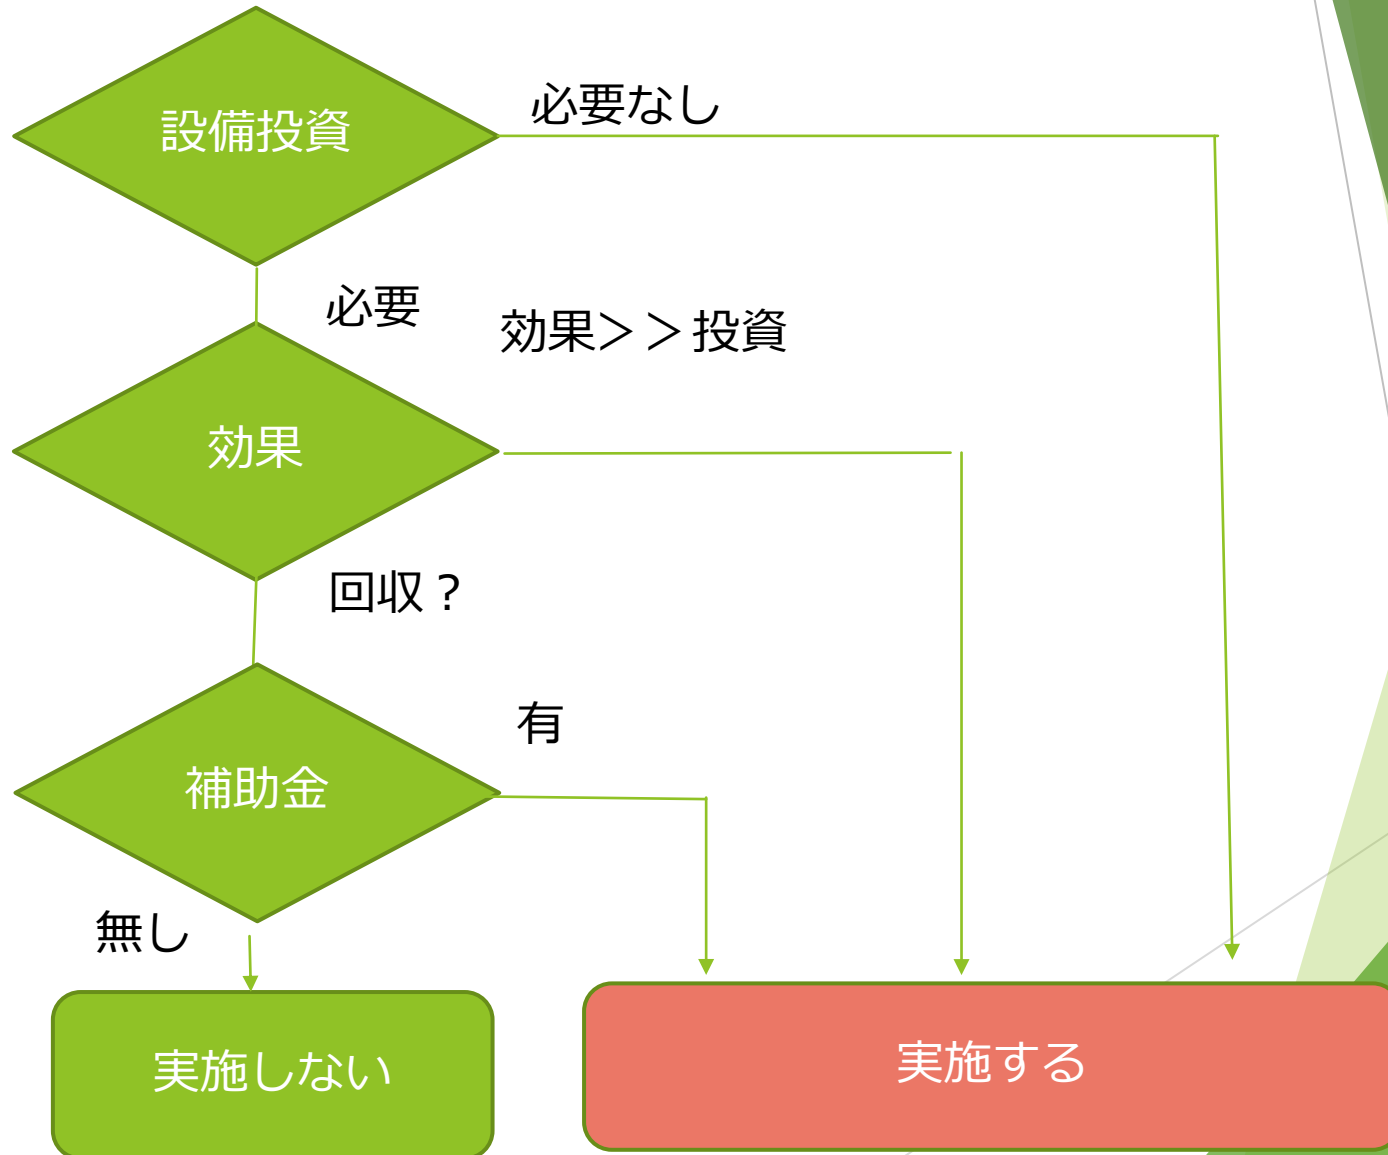 設備投資
必要なし
必要
効果＞＞投資
効果
回収？
有
補助金
無し
実施しない
実施する